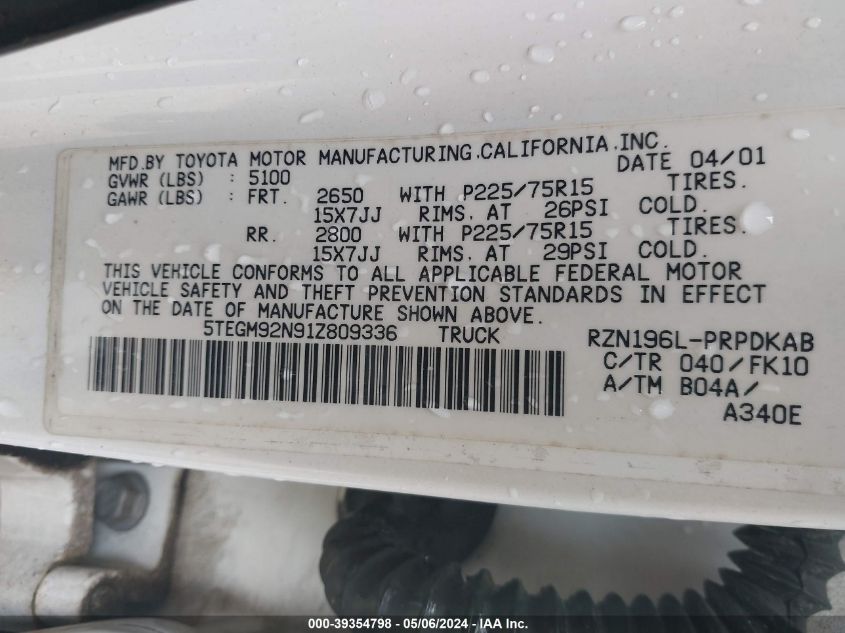 MFD.BY TOYOTA MOTOR MANUFACTURING.CALIFORNIA.INC.
GVWR (LBS) : 5100 DATE 04/01
GAWR (LBS) : FRT. 2650 WITH P225/75R15 TIRES.
15X7JJ RIMS. AT 26PSI COLD.
RR. 2800 WITH P225/75R15 TIRES.
15X7JJ RIMS. AT 29PSI COLD.
THIS VEHICLE CONFORMS TO ALL APPLICABLE FEDERAL MOTOR
VEHICLE SAFETY AND THEFT PREVENTION STANDARDS IN EFFECT
ON THE DATE OF MANUFACTURE SHOWN ABOVE.
5TEGM92N91Z809336 TRUCK RZN196L-PRPDKAB
C/TR 040/FK10
A/TM B04A/
A340E
000-39354798 - 05/06/2024 - IAA Inc.